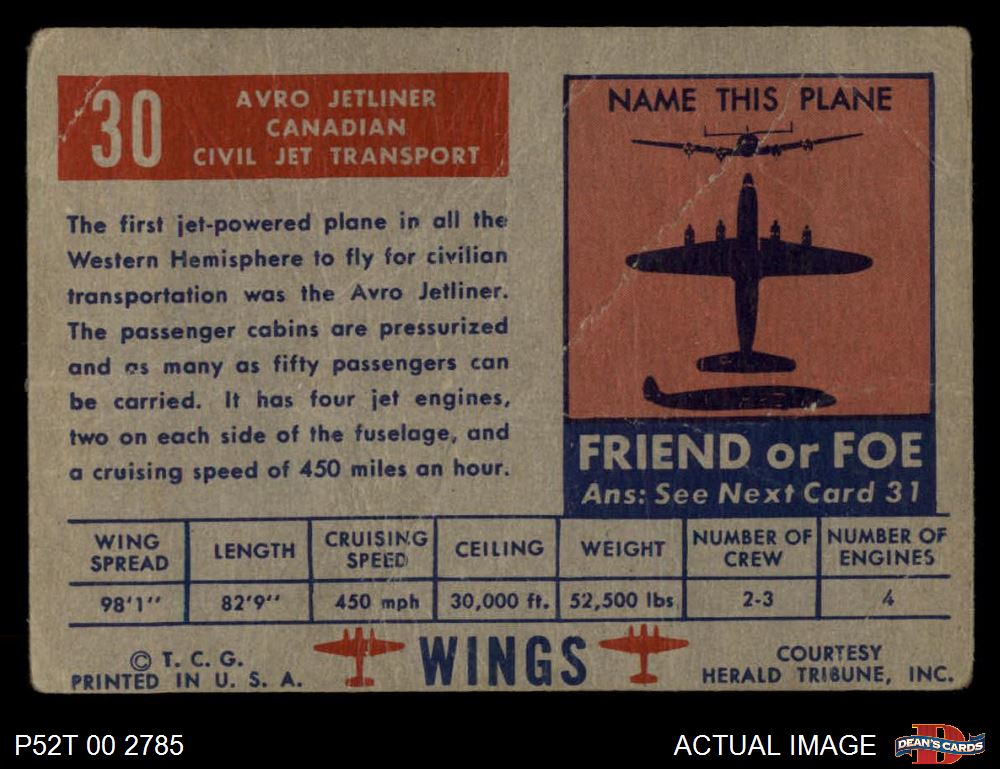 30
AVRO JETLINER
CANADIAN
CIVIL JET TRANSPORT
The first jet-powered plane in all the
Western Hemisphere to fly for civilian
transportation was the Avro Jetliner.
The passenger cabins are pressurized
and as many as fifty passengers can
be carried. It has four jet engines,
two on each side of the fuselage, and
a cruising speed of 450 miles an hour.
NAME THIS PLANE
FRIEND or FOE
Ans: See Next Card 31
WING SPREAD
LENGTH
CRUISING SPEED
CEILING
WEIGHT
NUMBER OF CREW
NUMBER OF ENGINES
98'1''
82'9''
450 mph
30,000 ft.
52,500 lbs
2-3
4
© T. C. G.
PRINTED IN U. S. A.
WINGS
COURTESY
HERALD TRIBUNE, INC.
P52T 00 2785
ACTUAL IMAGE
D
DEAN'S CARDS